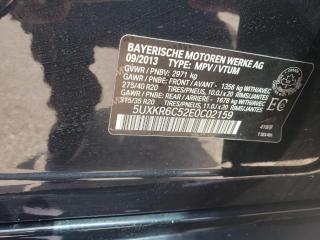 BAYERISCHE MOTOREN WERKE AG
09/2013 TYPE: MPV / VTUM
GVWR / PNBV: 2971 kg
GAWR / PNBE: FRONT / AVANT - 1358 kg WITH/AVEC
275/40 R20 TIRES/PNEUS, 10.0J x 20 RIMS/JANTES
GAWR / PNBE: REAR / ARRIERE - 1678 kg WITH/AVEC
315/35 R20 TIRES/PNEUS, 11.0J x 20 RIMS/JANTES
EC
5UXKR6C52E0C02159